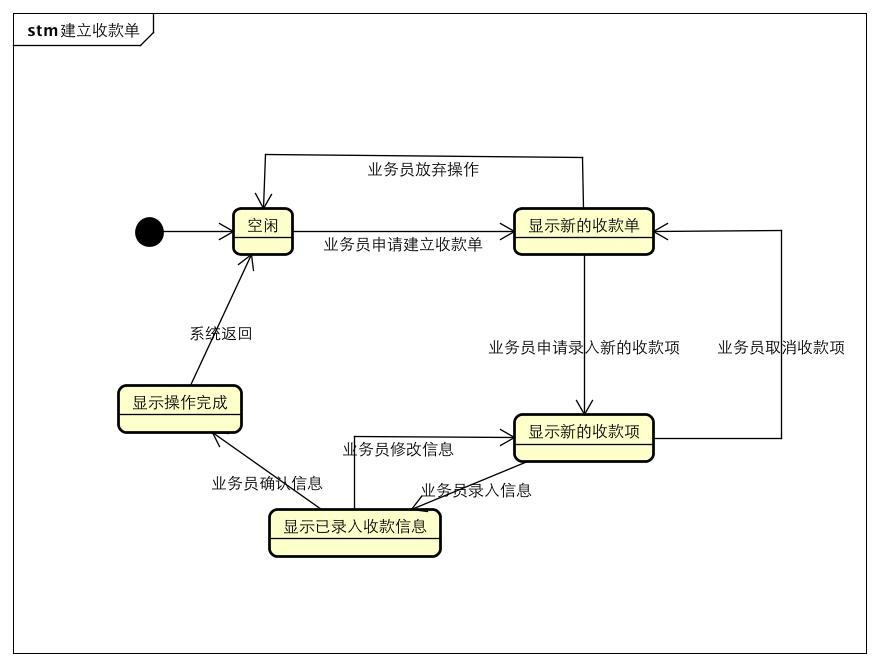 stm 建立收款单
业务员放弃操作
空闲
显示新的收款单
业务员申请建立收款单
系统返回
业务员申请录入新的收款项
业务员取消收款项
显示操作完成
显示新的收款项
业务员修改信息
业务员确认信息
业务员录入信息
显示已录入收款信息